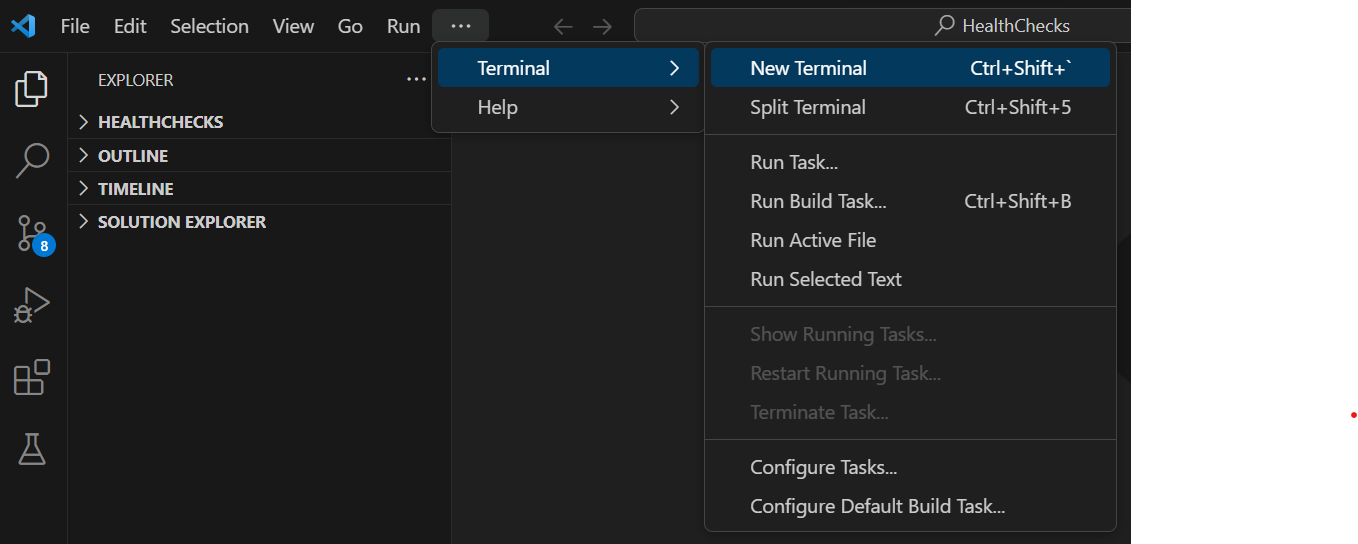 File Edit Selection View Go Run ··· HealthChecks
EXPLORER ···
HEALTHCHECKS
OUTLINE
TIMELINE
SOLUTION EXPLORER
8
Terminal
Help
New Terminal Ctrl+Shift+`
Split Terminal Ctrl+Shift+5
Run Task...
Run Build Task... Ctrl+Shift+B
Run Active File
Run Selected Text
Show Running Tasks...
Restart Running Task...
Terminate Task...
Configure Tasks...
Configure Default Build Task...